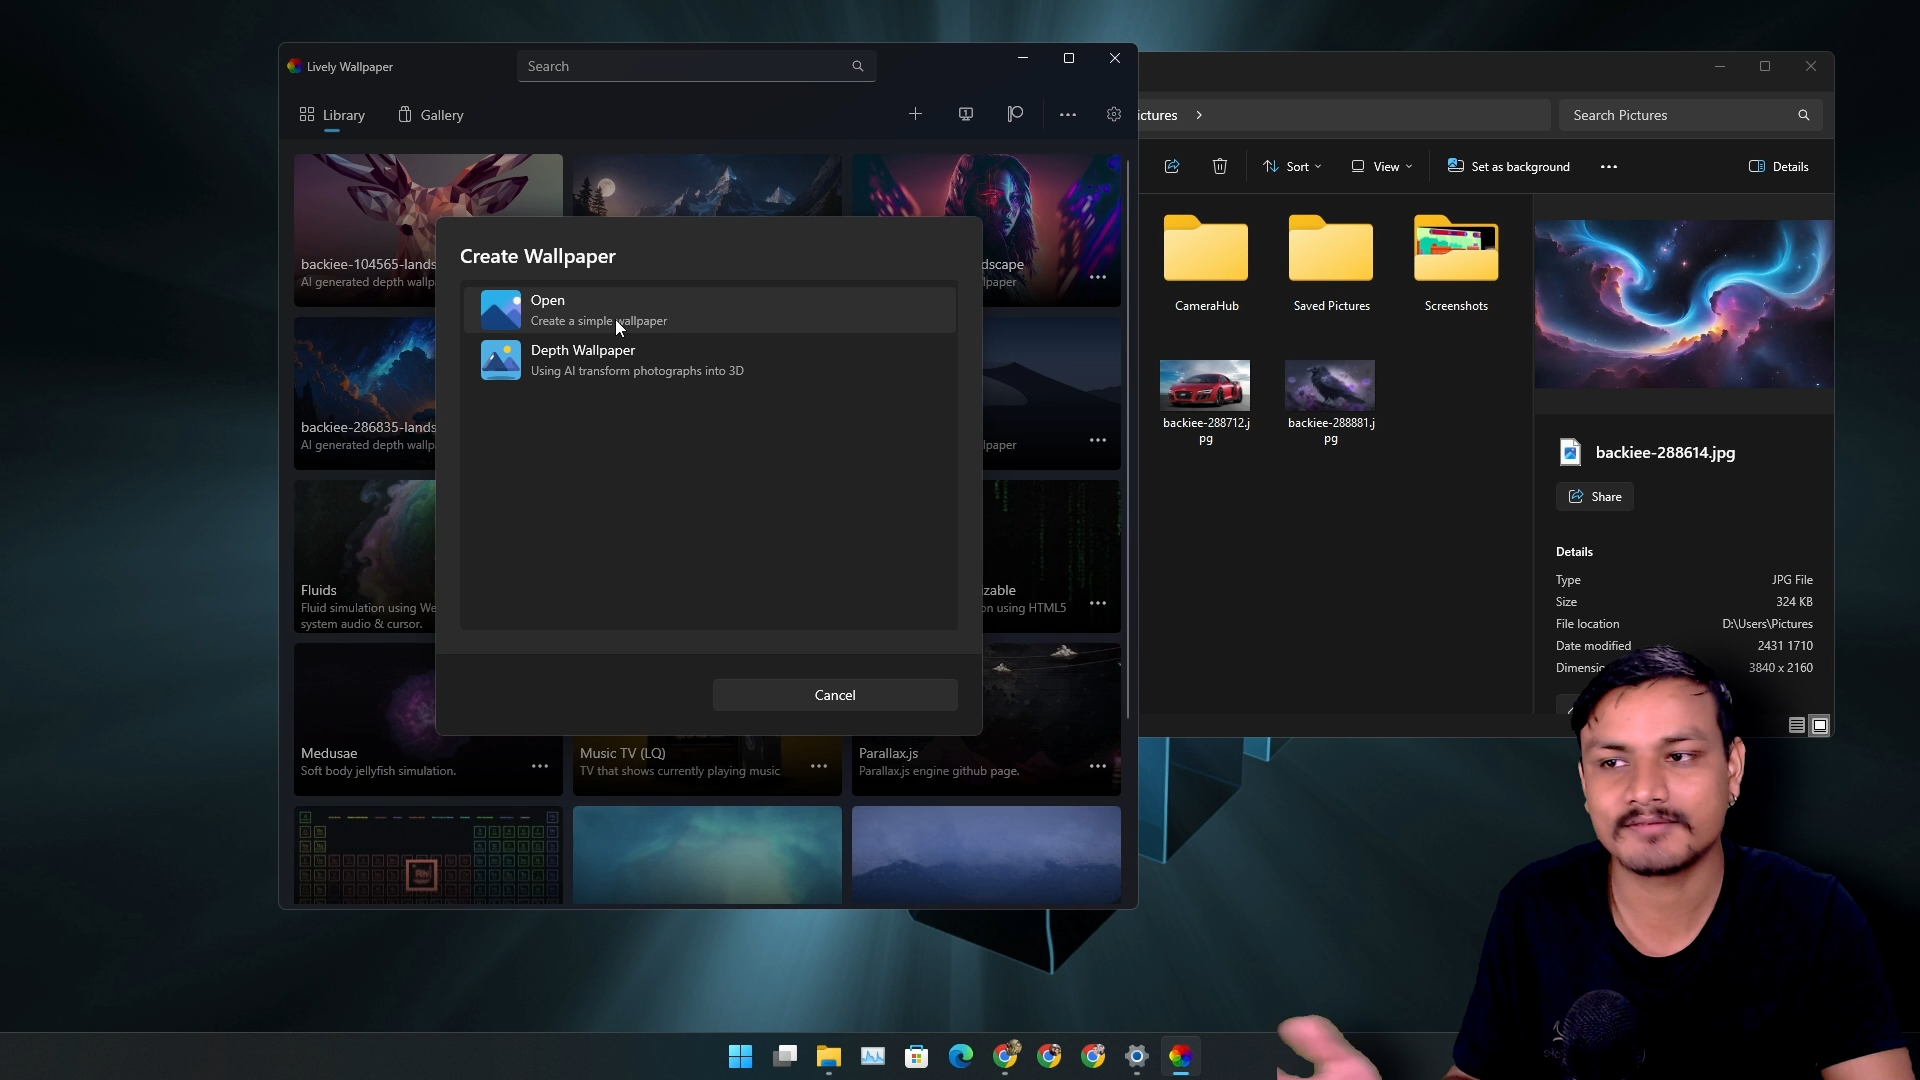 Lively Wallpaper
Search
Library
Gallery
ictures
Search Pictures
Sort
View
Set as background
Details
backiee-104565-lands
AI generated depth wallp
dscape
lpaper
Create Wallpaper
Open
Create a simple wallpaper
Depth Wallpaper
Using AI transform photographs into 3D
Cancel
backiee-286835-lands
AI generated depth wallp
lpaper
Fluids
Fluid simulation using We
system audio & cursor.
zable
on using HTML5
Medusae
Soft body jellyfish simulation.
Music TV (LQ)
TV that shows currently playing music
Parallax.js
Parallax.js engine github page.
Rh
CameraHub
Saved Pictures
Screenshots
backiee-288712.j
pg
backiee-288881.j
pg
backiee-288614.jpg
Share
Details
Type JPG File
Size 324 KB
File location D:\Users\Pictures
Date modified 2431 1710
Dimensio 3840 x 2160